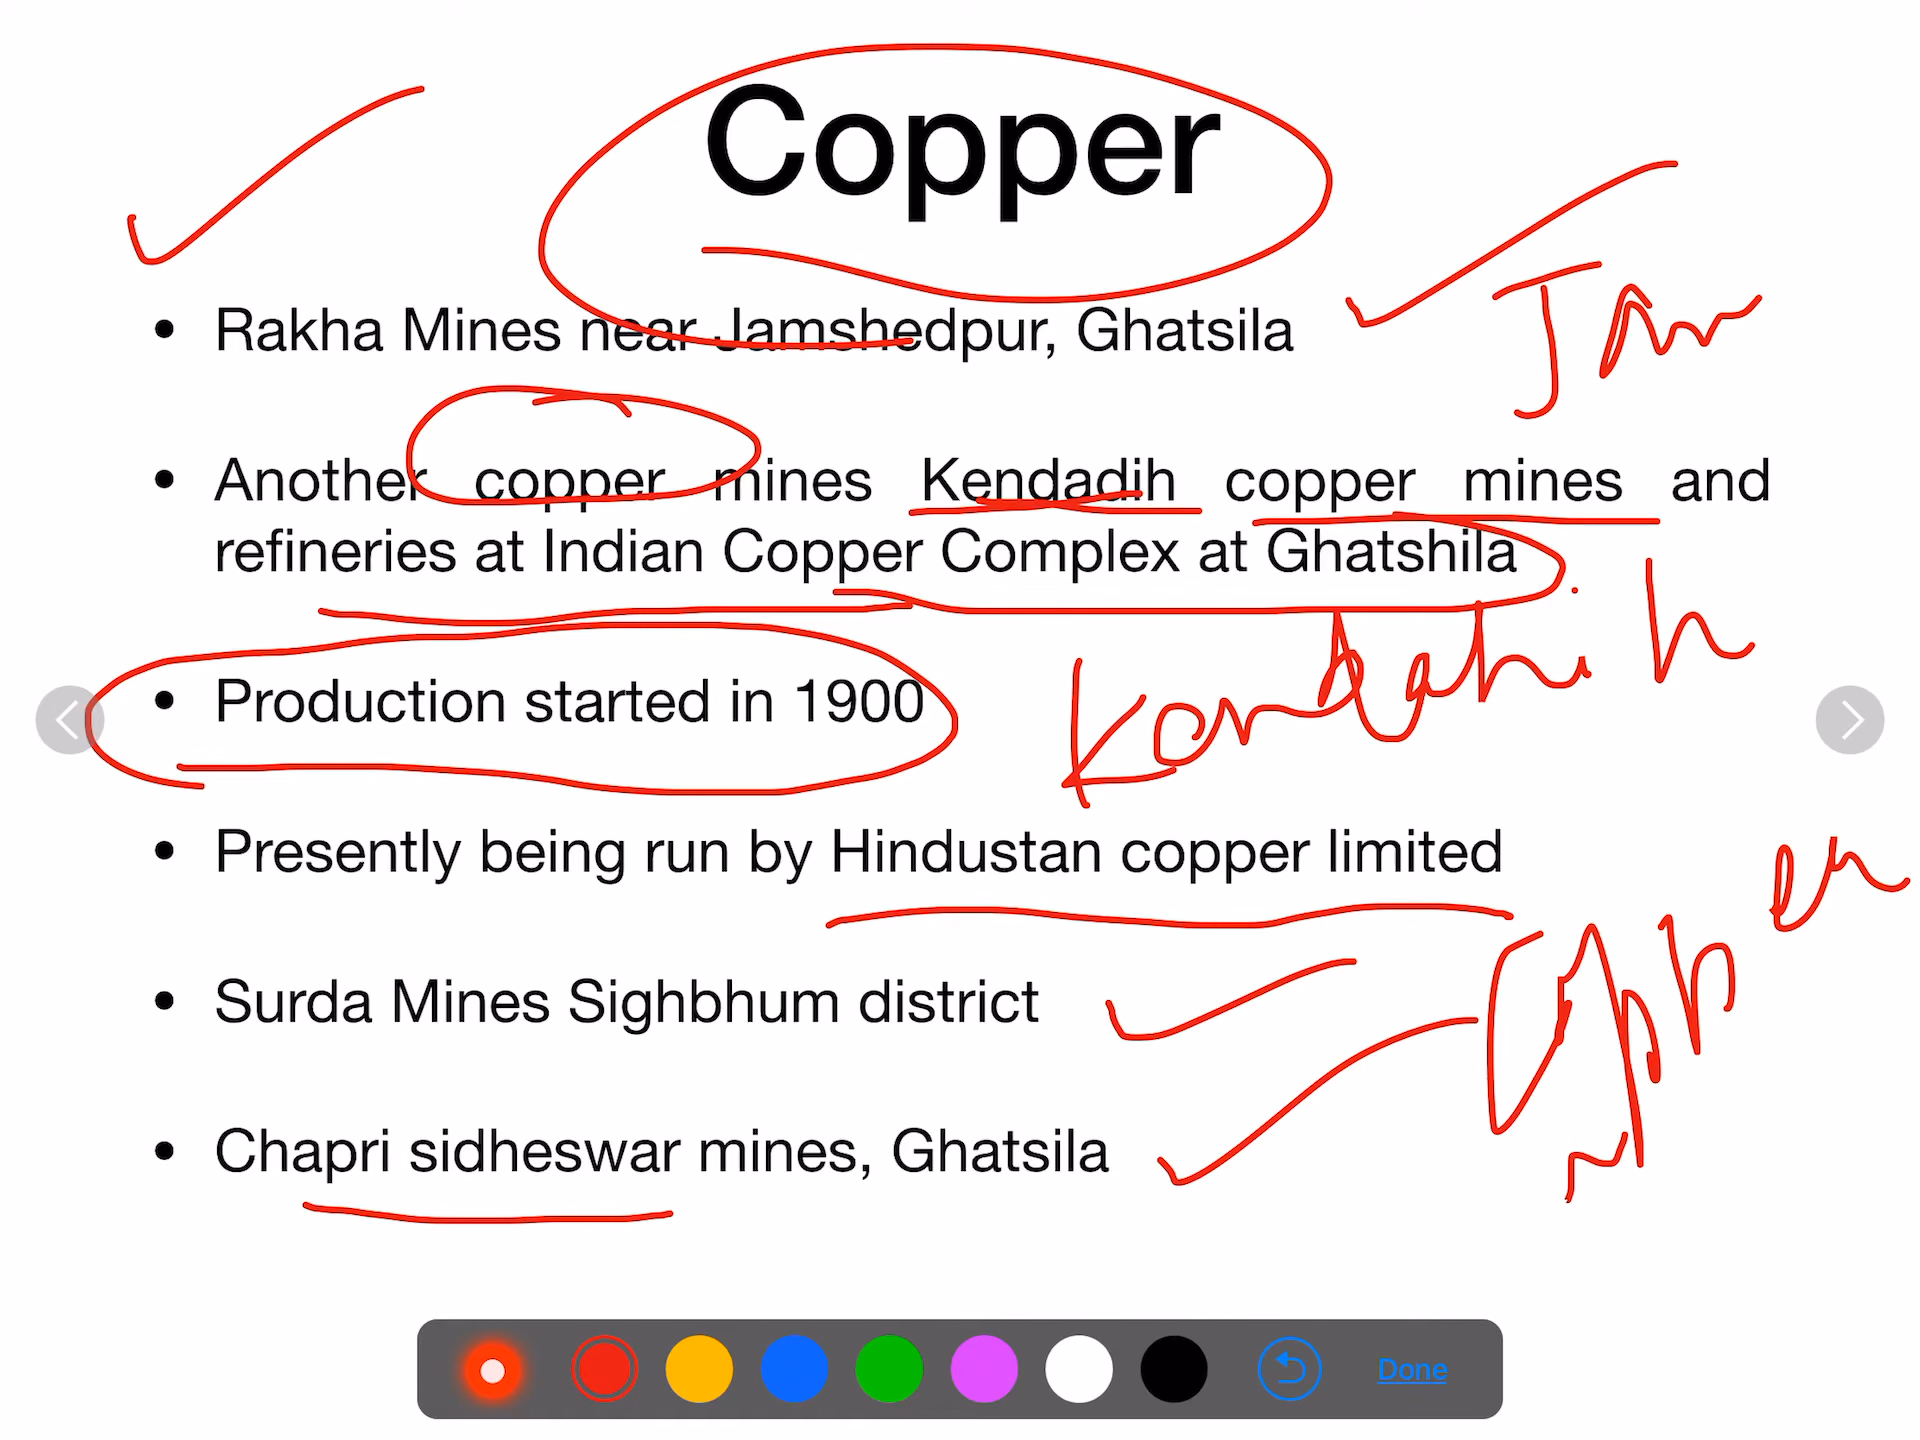 Copper
• Rakha Mines near Jamshedpur, Ghatsila
Jam
• Another copper mines Kendadih copper mines and
refineries at Indian Copper Complex at Ghatshila
• Production started in 1900
• Presently being run by Hindustan copper limited
• Surda Mines Sighbhum district
Copper
• Chapri sidheswar mines, Ghatsila
Done